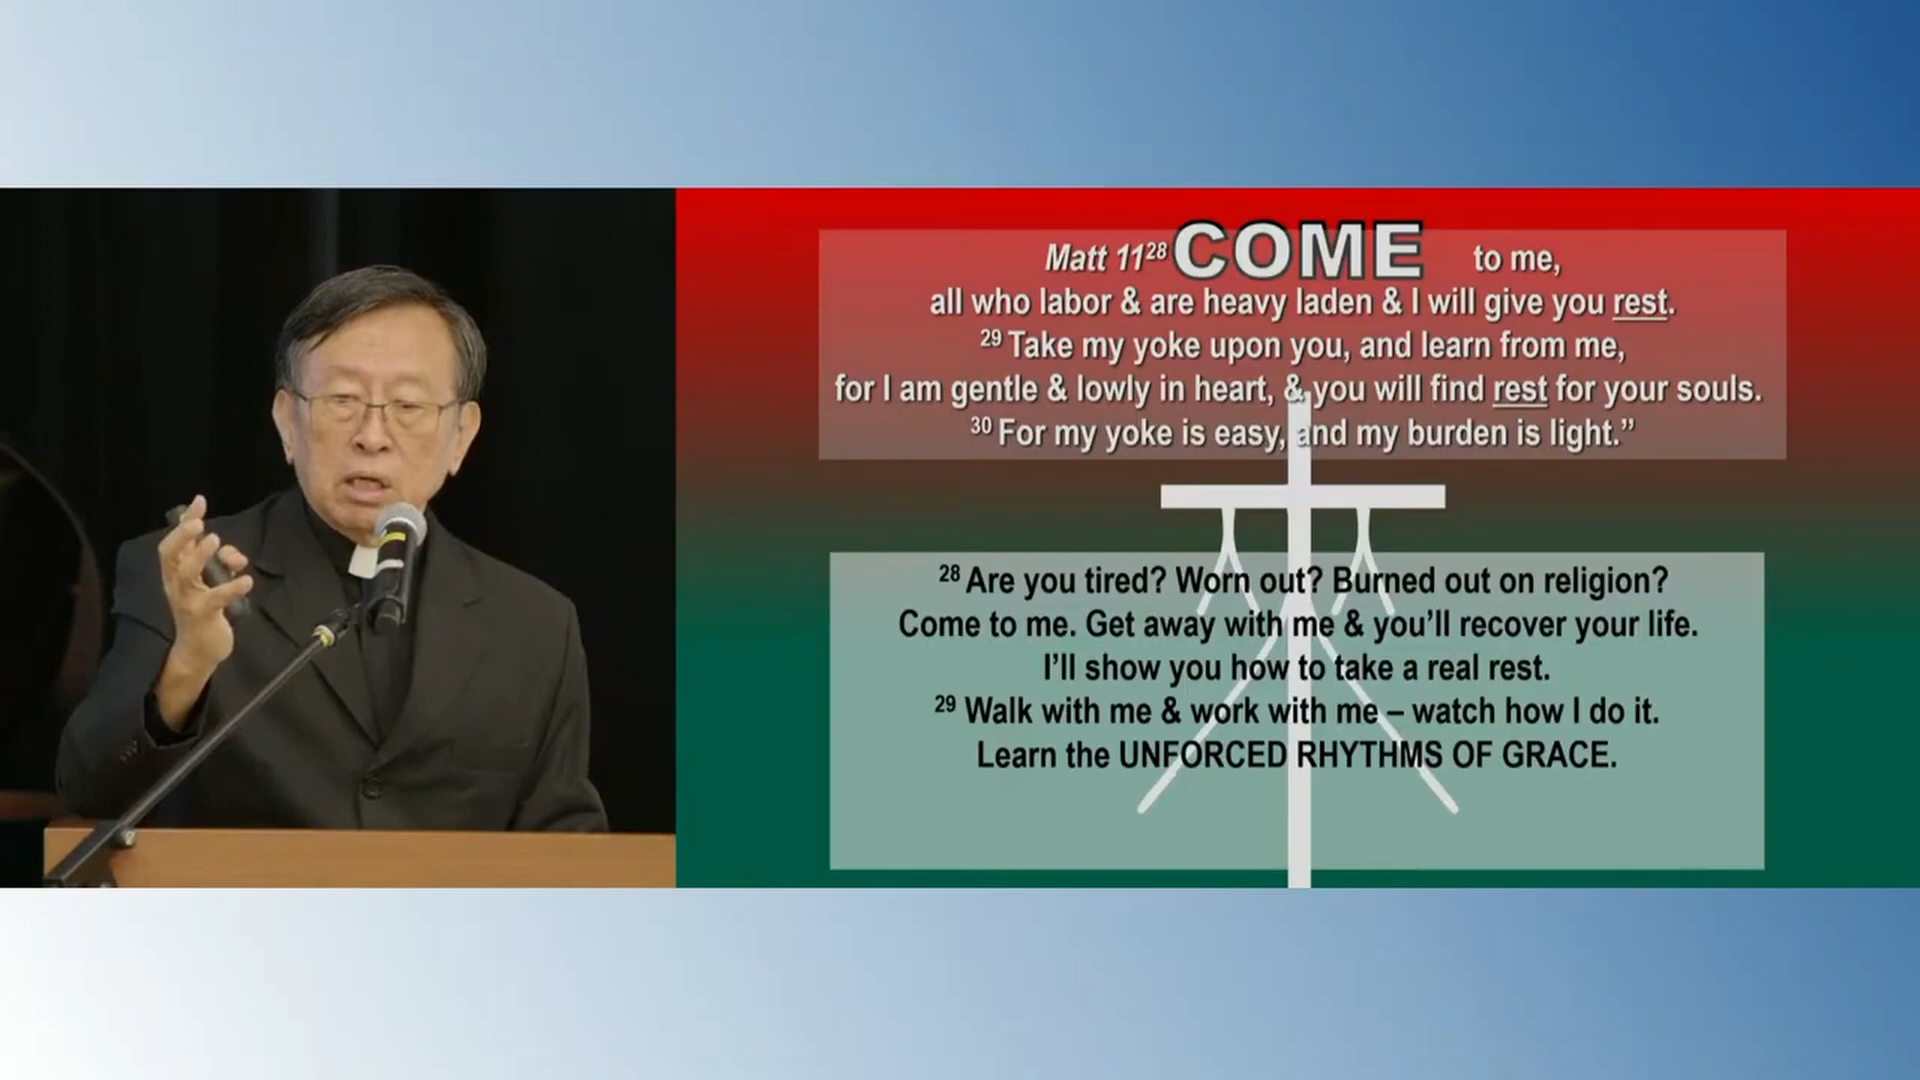 Matt 11²⁸ COME to me,
all who labor & are heavy laden & I will give you rest.
²⁹ Take my yoke upon you, and learn from me,
for I am gentle & lowly in heart, & you will find rest for your souls.
³⁰ For my yoke is easy, and my burden is light.”
²⁸ Are you tired? Worn out? Burned out on religion?
Come to me. Get away with me & you’ll recover your life.
I’ll show you how to take a real rest.
²⁹ Walk with me & work with me – watch how I do it.
Learn the UNFORCED RHYTHMS OF GRACE.